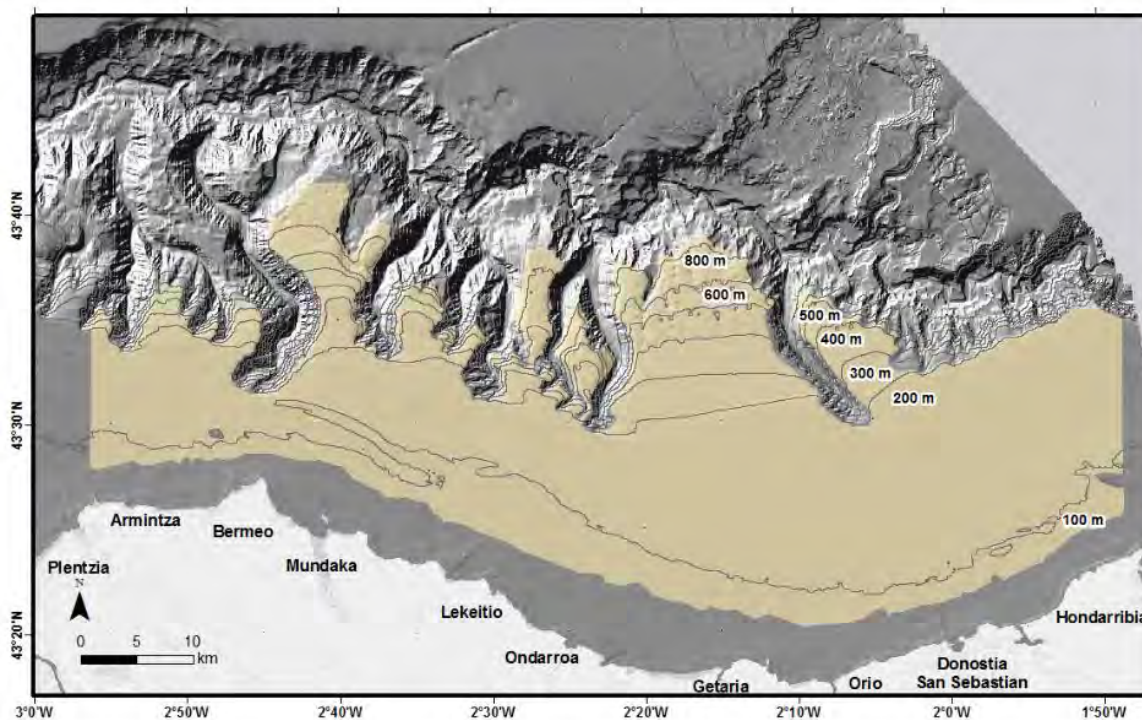 43°40'N
43°30'N
43°20'N
800 m
600 m
500 m
400 m
300 m
200 m
100 m
Armintza
Bermeo
Plentzia
Mundaka
Lekeitio
Ondarroa
Getaria
Orio
Donostia
San Sebastian
Hondarribia
N
0 5 10
km
3°0'W 2°50'W 2°40'W 2°30'W 2°20'W 2°10'W 2°0'W 1°50'W